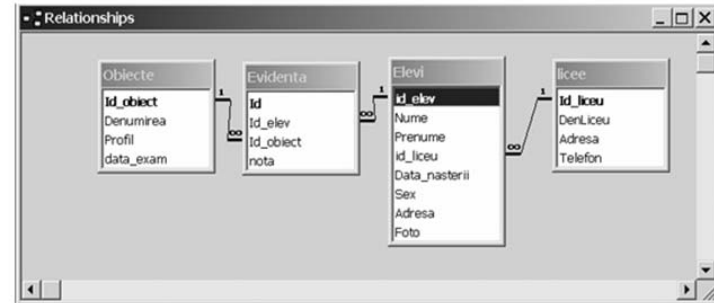 Relationships
Obiecte
Id_obiect
Denumirea
Profil
data_exam
1
∞
Evidenta
Id
Id_elev
Id_obiect
nota
1
∞
Elevi
id_elev
Nume
Prenume
id_liceu
Data_nasterii
Sex
Adresa
Foto
1
∞
licee
Id_liceu
DenLiceu
Adresa
Telefon